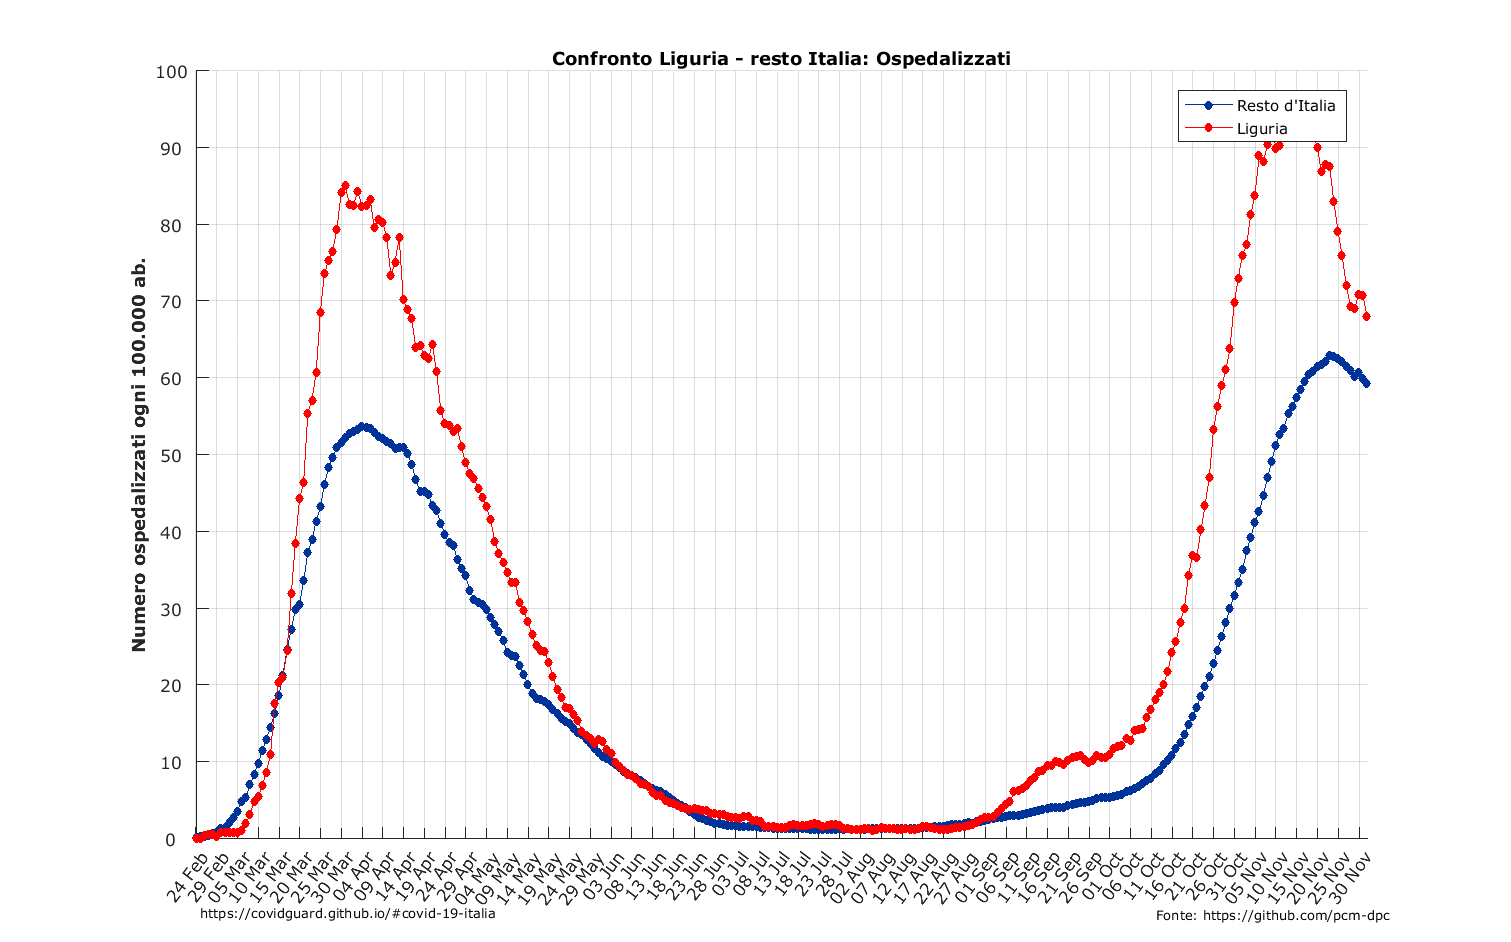 Confronto Liguria - resto Italia: Ospedalizzati
Resto d'Italia
Liguria
Numero ospedalizzati ogni 100.000 ab.
100
90
80
70
60
50
40
30
20
10
0
24 Feb
29 Feb
05 Mar
10 Mar
15 Mar
20 Mar
25 Mar
30 Mar
04 Apr
09 Apr
14 Apr
19 Apr
24 Apr
29 Apr
04 May
09 May
14 May
19 May
24 May
29 May
03 Jun
08 Jun
13 Jun
18 Jun
23 Jun
28 Jun
03 Jul
08 Jul
13 Jul
18 Jul
23 Jul
28 Jul
02 Aug
07 Aug
12 Aug
17 Aug
22 Aug
27 Aug
01 Sep
06 Sep
11 Sep
16 Sep
21 Sep
26 Sep
01 Oct
06 Oct
11 Oct
16 Oct
21 Oct
26 Oct
31 Oct
05 Nov
10 Nov
15 Nov
20 Nov
25 Nov
30 Nov
https://covidguard.github.io/#covid-19-italia
Fonte: https://github.com/pcm-dpc